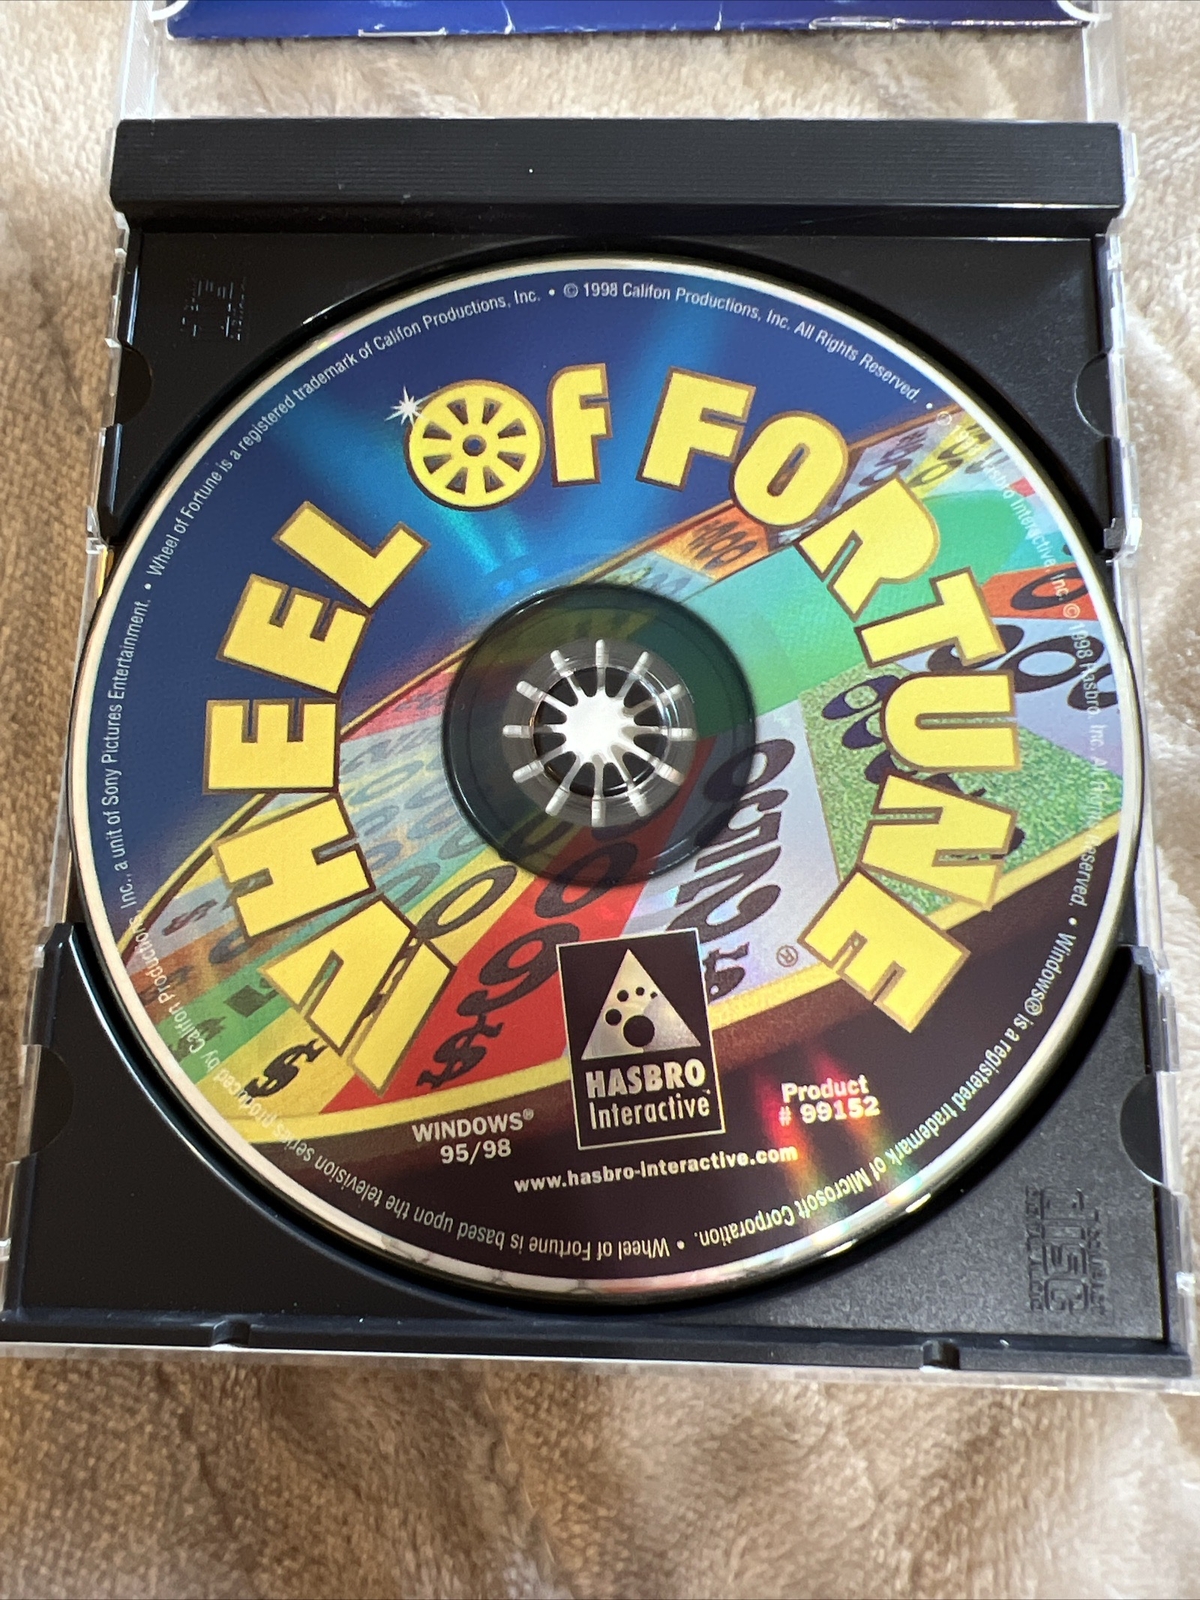 WHEEL OF FORTUNE
®
$900
$250
$
HASBRO
Interactive™
WINDOWS®
95/98
Product
# 99152
www.hasbro-interactive.com
• Wheel of Fortune is based upon the television series produced by Califon Productions, Inc., a unit of Sony Pictures Entertainment. • Wheel of Fortune is a registered trademark of Califon Productions, Inc. • © 1998 Califon Productions, Inc. All Rights Reserved. • © 1998 Hasbro Interactive, Inc. © 1998 Hasbro, Inc. All Rights Reserved. • Windows® is a registered trademark of Microsoft Corporation.